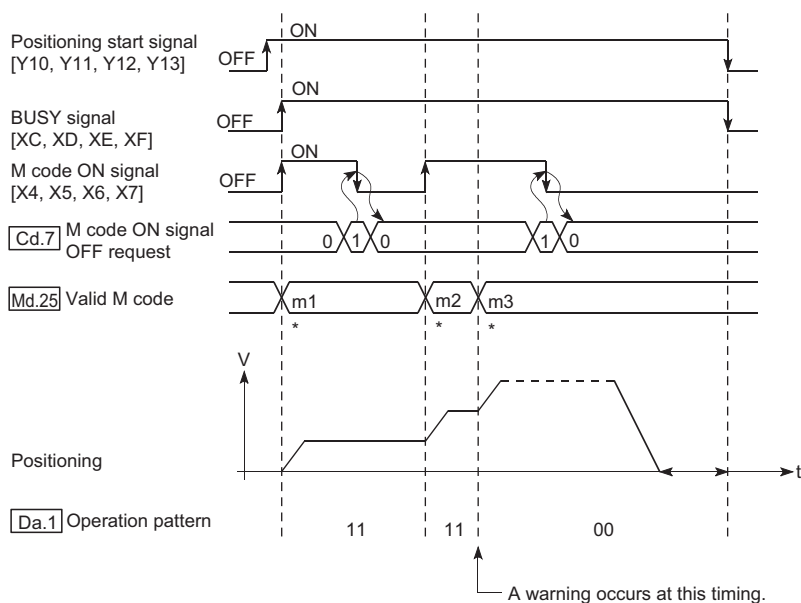 Positioning start signal
[Y10, Y11, Y12, Y13]
OFF
ON
BUSY signal
[XC, XD, XE, XF]
OFF
ON
M code ON signal
[X4, X5, X6, X7]
OFF
ON
Cd.7 M code ON signal
OFF request
0 1 0 1 0
Md.25 Valid M code
m1 m2 m3
* * *
V
Positioning
t
Da.1 Operation pattern
11 11 00
A warning occurs at this timing.